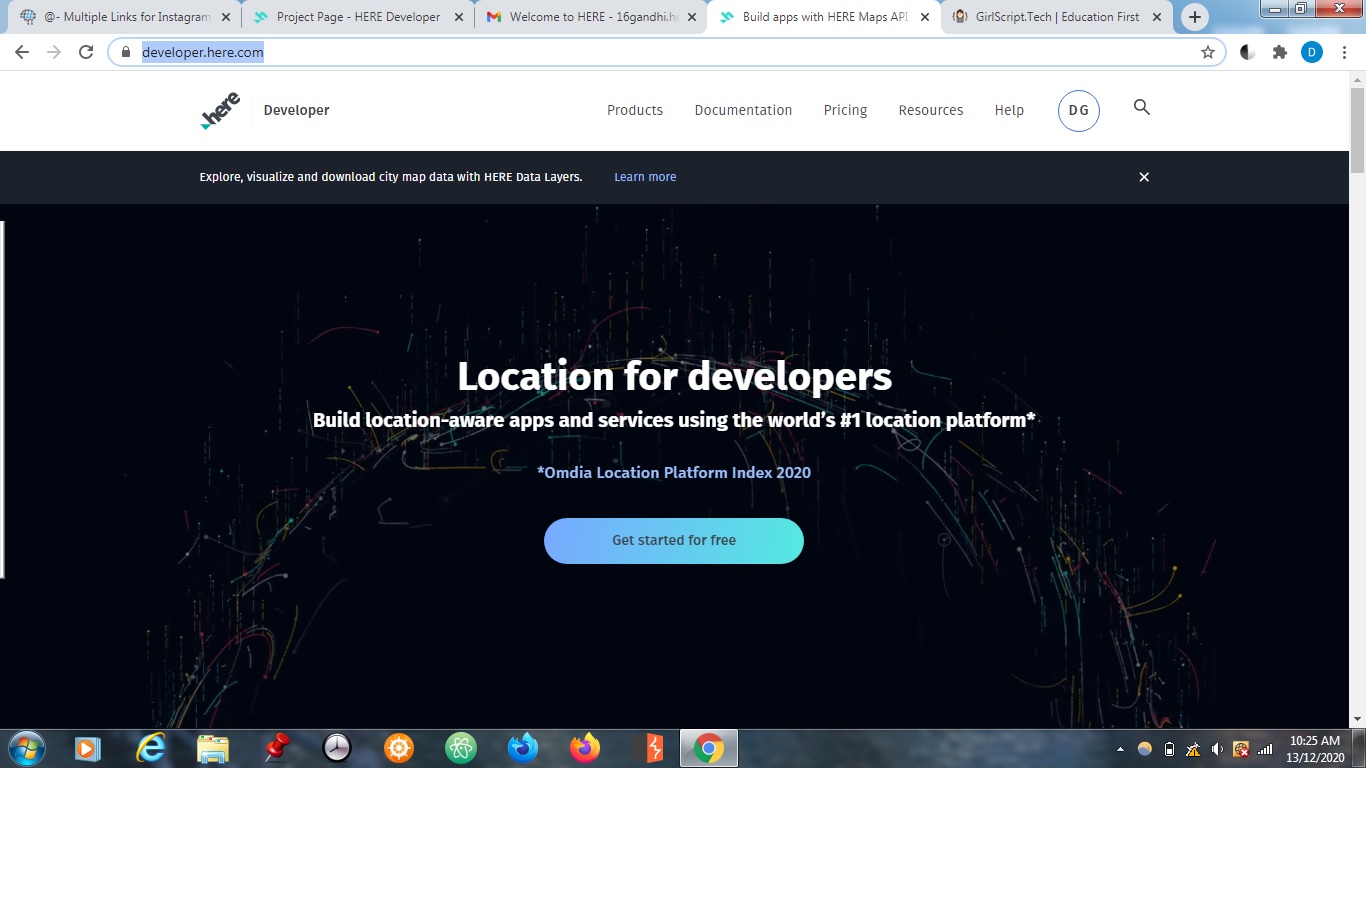 @- Multiple Links for Instagram
Project Page - HERE Developer
Welcome to HERE - 16gandhi.he
Build apps with HERE Maps API
GirlScript.Tech | Education First
developer.here.com
D
here
Developer
Products
Documentation
Pricing
Resources
Help
DG
Explore, visualize and download city map data with HERE Data Layers.
Learn more
Location for developers
Build location-aware apps and services using the world’s #1 location platform*
*Omdia Location Platform Index 2020
Get started for free
10:25 AM
13/12/2020